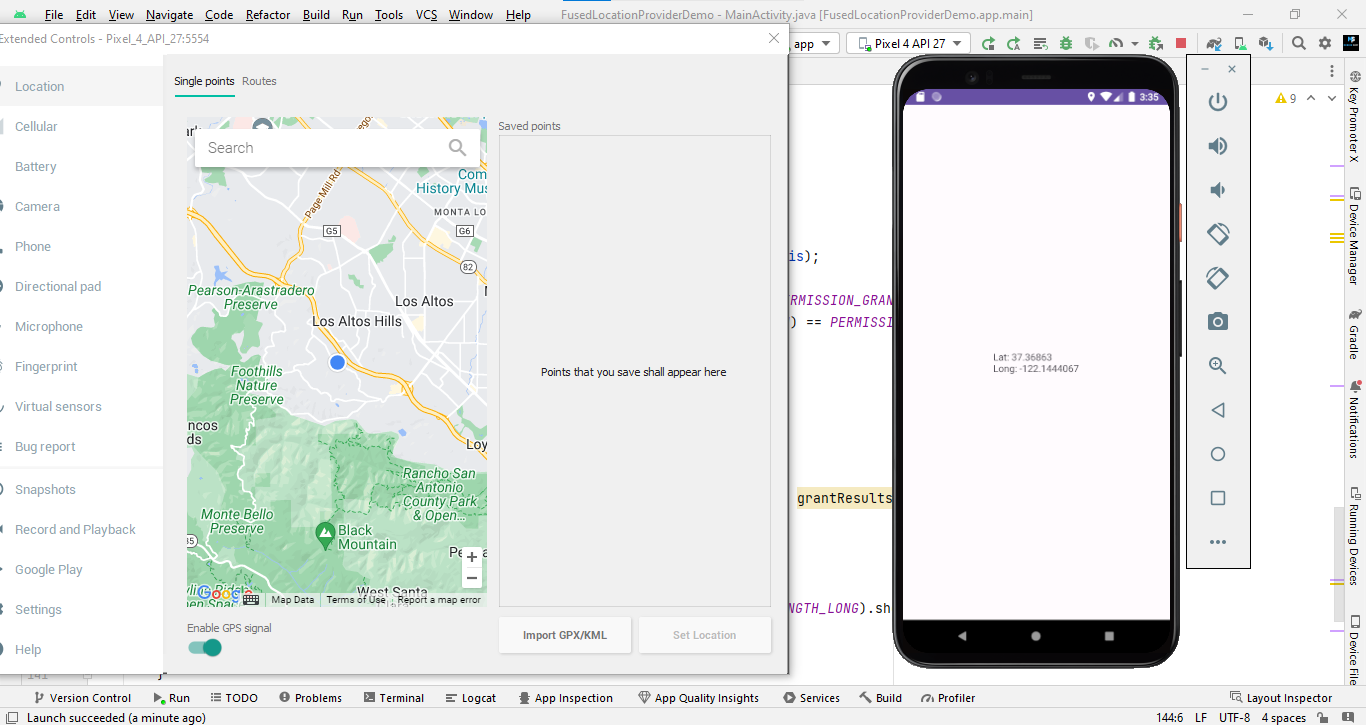 File Edit View Navigate Code Refactor Build Run Tools VCS Window Help FusedLocationProviderDemo - MainActivity.java [FusedLocationProviderDemo.app.main]
Extended Controls - Pixel_4_API_27:5554
app Pixel 4 API 27
Location
Cellular
Battery
Camera
Phone
Directional pad
Microphone
Fingerprint
Virtual sensors
Bug report
Snapshots
Record and Playback
Google Play
Settings
Help
Single points Routes
Search
Page Mill Rd
Com
History Mus
MONTA LO
G5
G6
82
Pearson-Arastradero
Preserve
Los Altos
Los Altos Hills
Foothills
Nature
Preserve
ncos
ds
Loy
Rancho San
Antonio
County Park
& Open...
Monte Bello
Preserve
35
Black
Mountain
West Santa
Google
Map Data Terms of Use Report a map error
Enable GPS signal
Saved points
Points that you save shall appear here
Import GPX/KML Set Location
is);
RMISSION_GRAN
) == PERMISSI
grantResults
NGTH_LONG).sh
141
3:35
Lat: 37.36863
Long: -122.1444067
9
Key Promoter X
Device Manager
Gradle
Notifications
Running Devices
Device File
Version Control Run TODO Problems Terminal Logcat App Inspection App Quality Insights Services Build Profiler Layout Inspector
Launch succeeded (a minute ago) 144:6 LF UTF-8 4 spaces